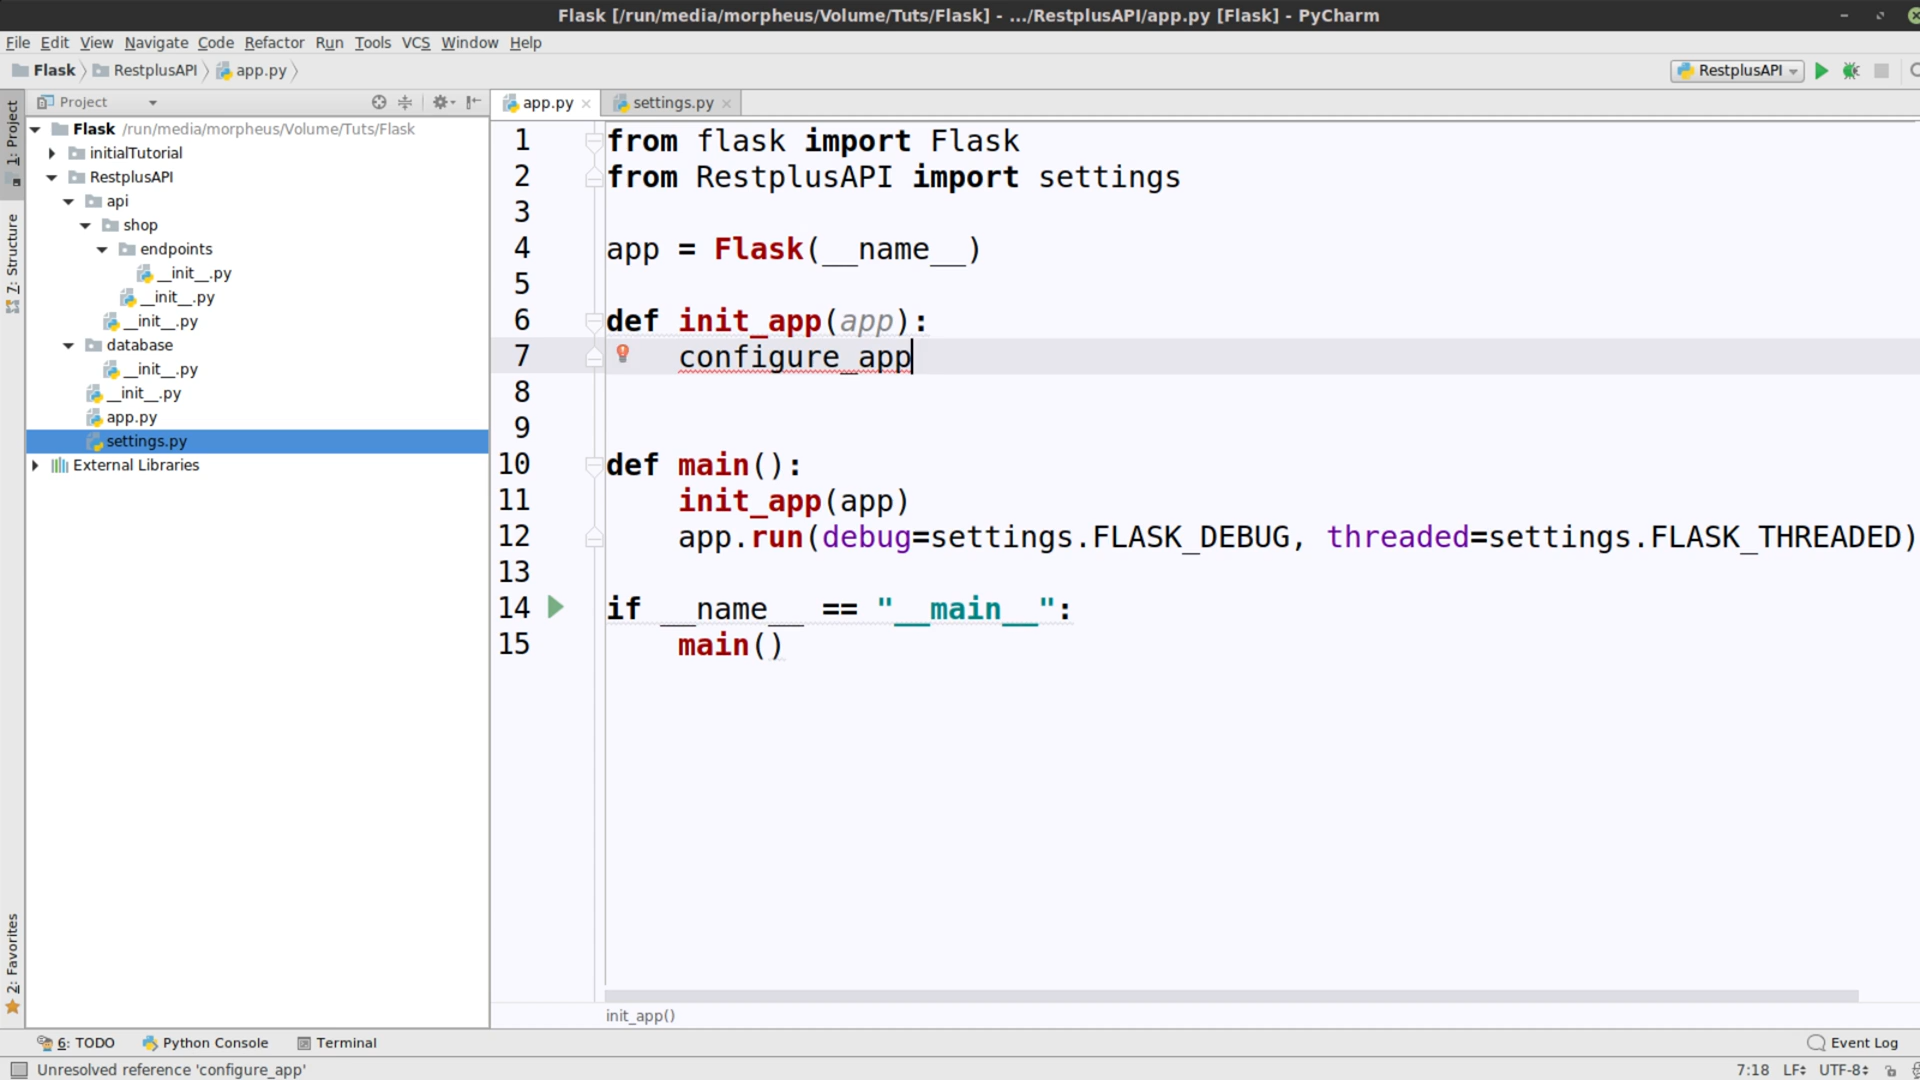 Flask [/run/media/morpheus/Volume/Tuts/Flask] - .../RestplusAPI/app.py [Flask] - PyCharm
File Edit View Navigate Code Refactor Run Tools VCS Window Help
Flask RestplusAPI app.py RestplusAPI
Project
app.py settings.py
1: Project
7: Structure
2: Favorites
Flask /run/media/morpheus/Volume/Tuts/Flask
initialTutorial
RestplusAPI
api
shop
endpoints
__init__.py
__init__.py
__init__.py
database
__init__.py
__init__.py
app.py
settings.py
External Libraries
1 from flask import Flask
2 from RestplusAPI import settings
3
4 app = Flask(__name__)
5
6 def init_app(app):
7 configure_app
8
9
10 def main():
11 init_app(app)
12 app.run(debug=settings.FLASK_DEBUG, threaded=settings.FLASK_THREADED)
13
14 if __name__ == "__main__":
15 main()
init_app()
6: TODO Python Console Terminal Event Log
Unresolved reference 'configure_app' 7:18 LF UTF-8